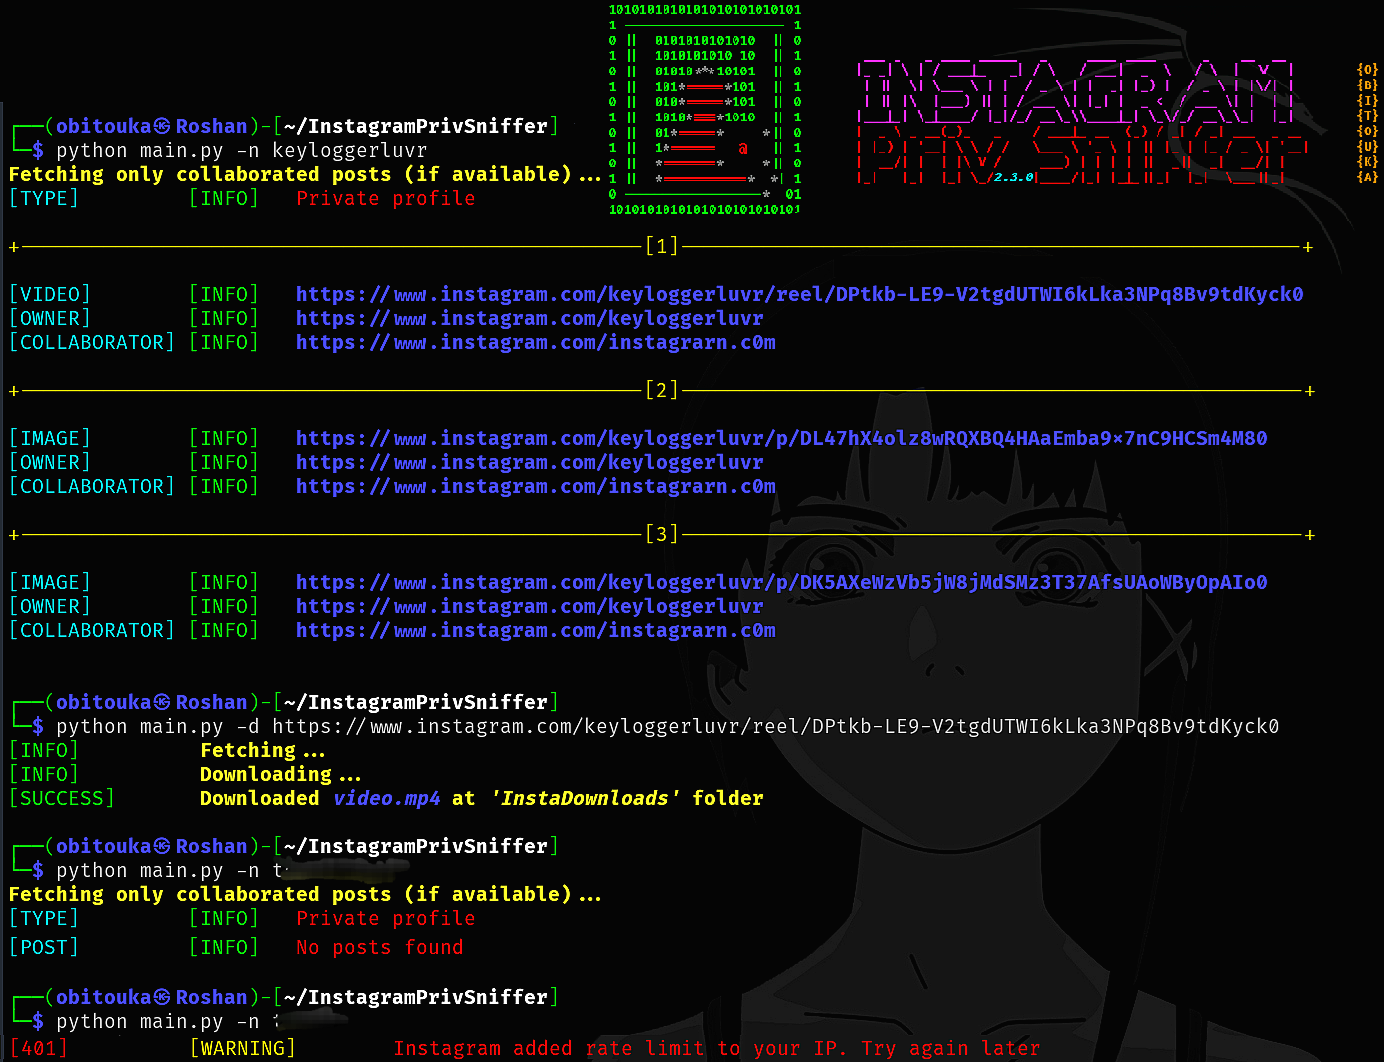 INSTAGRAM
PRIV SNIFFER
2.3.0
{O}
{B}
{I}
{T}
{O}
{U}
{K}
{A}
1010101010101010101010101
1 1
0 || 0101010101010 || 0
1 || 1010101010 10 || 1
0 || 01010***10101 || 0
1 || 101*=====*101 || 1
0 || 010*=====*101 || 0
1 || 1010*===*1010 || 1
0 || 01*=====* *|| 0
1 || 1*====== @ || 1
0 || *=======* *|| 0
1 || *===========* *| 1
0 * 01
1010101010101010101010101
┌──(obitouka㉿Roshan)-[~/InstagramPrivSniffer]
└─$ python main.py -n keyloggerluvr
Fetching only collaborated posts (if available)...
[TYPE] [INFO] Private profile
+[1]+
[VIDEO] [INFO] https://www.instagram.com/keyloggerluvr/reel/DPtkb-LE9-V2tgdUTWI6kLka3NPq8Bv9tdKyck0
[OWNER] [INFO] https://www.instagram.com/keyloggerluvr
[COLLABORATOR] [INFO] https://www.instagram.com/instagrarn.c0m
+[2]+
[IMAGE] [INFO] https://www.instagram.com/keyloggerluvr/p/DL47hX4olz8wRQXBQ4HAaEmba9×7nC9HCSm4M80
[OWNER] [INFO] https://www.instagram.com/keyloggerluvr
[COLLABORATOR] [INFO] https://www.instagram.com/instagrarn.c0m
+[3]+
[IMAGE] [INFO] https://www.instagram.com/keyloggerluvr/p/DK5AXeWzVb5jW8jMdSMz3T37AfsUAoWByOpAIo0
[OWNER] [INFO] https://www.instagram.com/keyloggerluvr
[COLLABORATOR] [INFO] https://www.instagram.com/instagrarn.c0m
┌──(obitouka㉿Roshan)-[~/InstagramPrivSniffer]
└─$ python main.py -d https://www.instagram.com/keyloggerluvr/reel/DPtkb-LE9-V2tgdUTWI6kLka3NPq8Bv9tdKyck0
[INFO] Fetching...
[INFO] Downloading...
[SUCCESS] Downloaded video.mp4 at 'InstaDownloads' folder
┌──(obitouka㉿Roshan)-[~/InstagramPrivSniffer]
└─$ python main.py -n
Fetching only collaborated posts (if available)...
[TYPE] [INFO] Private profile
[POST] [INFO] No posts found
┌──(obitouka㉿Roshan)-[~/InstagramPrivSniffer]
└─$ python main.py -n
[401] [WARNING] Instagram added rate limit to your IP. Try again later